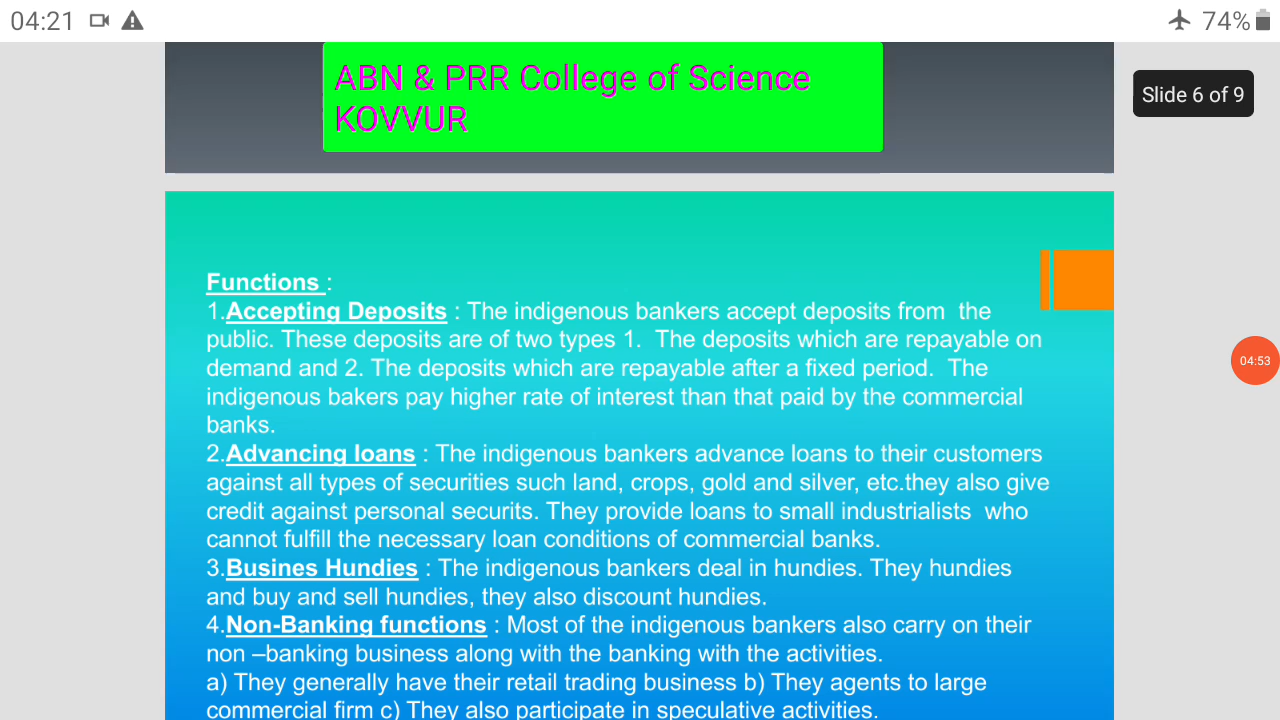 04:21
74%
ABN & PRR College of Science
KOVVUR
Slide 6 of 9
Functions :
1.Accepting Deposits : The indigenous bankers accept deposits from the
public. These deposits are of two types 1. The deposits which are repayable on
demand and 2. The deposits which are repayable after a fixed period. The
indigenous bakers pay higher rate of interest than that paid by the commercial
banks.
2.Advancing loans : The indigenous bankers advance loans to their customers
against all types of securities such land, crops, gold and silver, etc.they also give
credit against personal securits. They provide loans to small industrialists who
cannot fulfill the necessary loan conditions of commercial banks.
3.Busines Hundies : The indigenous bankers deal in hundies. They hundies
and buy and sell hundies, they also discount hundies.
4.Non-Banking functions : Most of the indigenous bankers also carry on their
non –banking business along with the banking with the activities.
a) They generally have their retail trading business b) They agents to large
commercial firm c) They also participate in speculative activities.
04:53